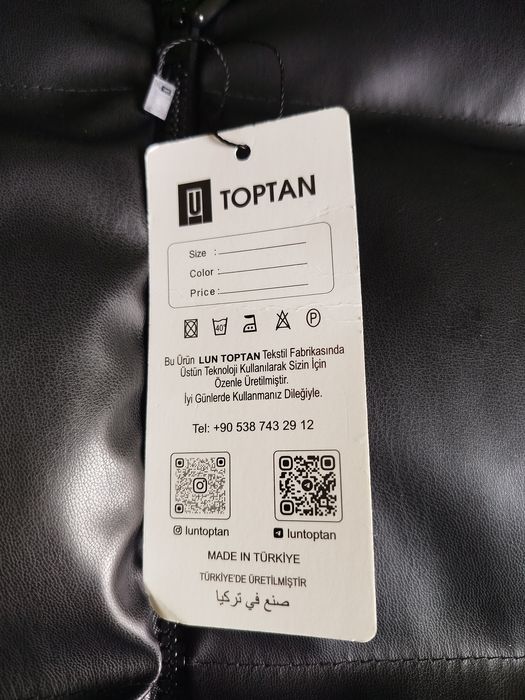 LU TOPTAN
Size :
Color :
Price :
40°
P
Bu Ürün LUN TOPTAN Tekstil Fabrikasında
Üstün Teknoloji Kullanılarak Sizin İçin
Özenle Üretilmiştir.
İyi Günlerde Kullanmanız Dileğiyle.
Tel: +90 538 743 29 12
luntoptan
luntoptan
MADE IN TÜRKİYE
TÜRKİYE'DE ÜRETİLMİŞTİR
صنع في تركيا